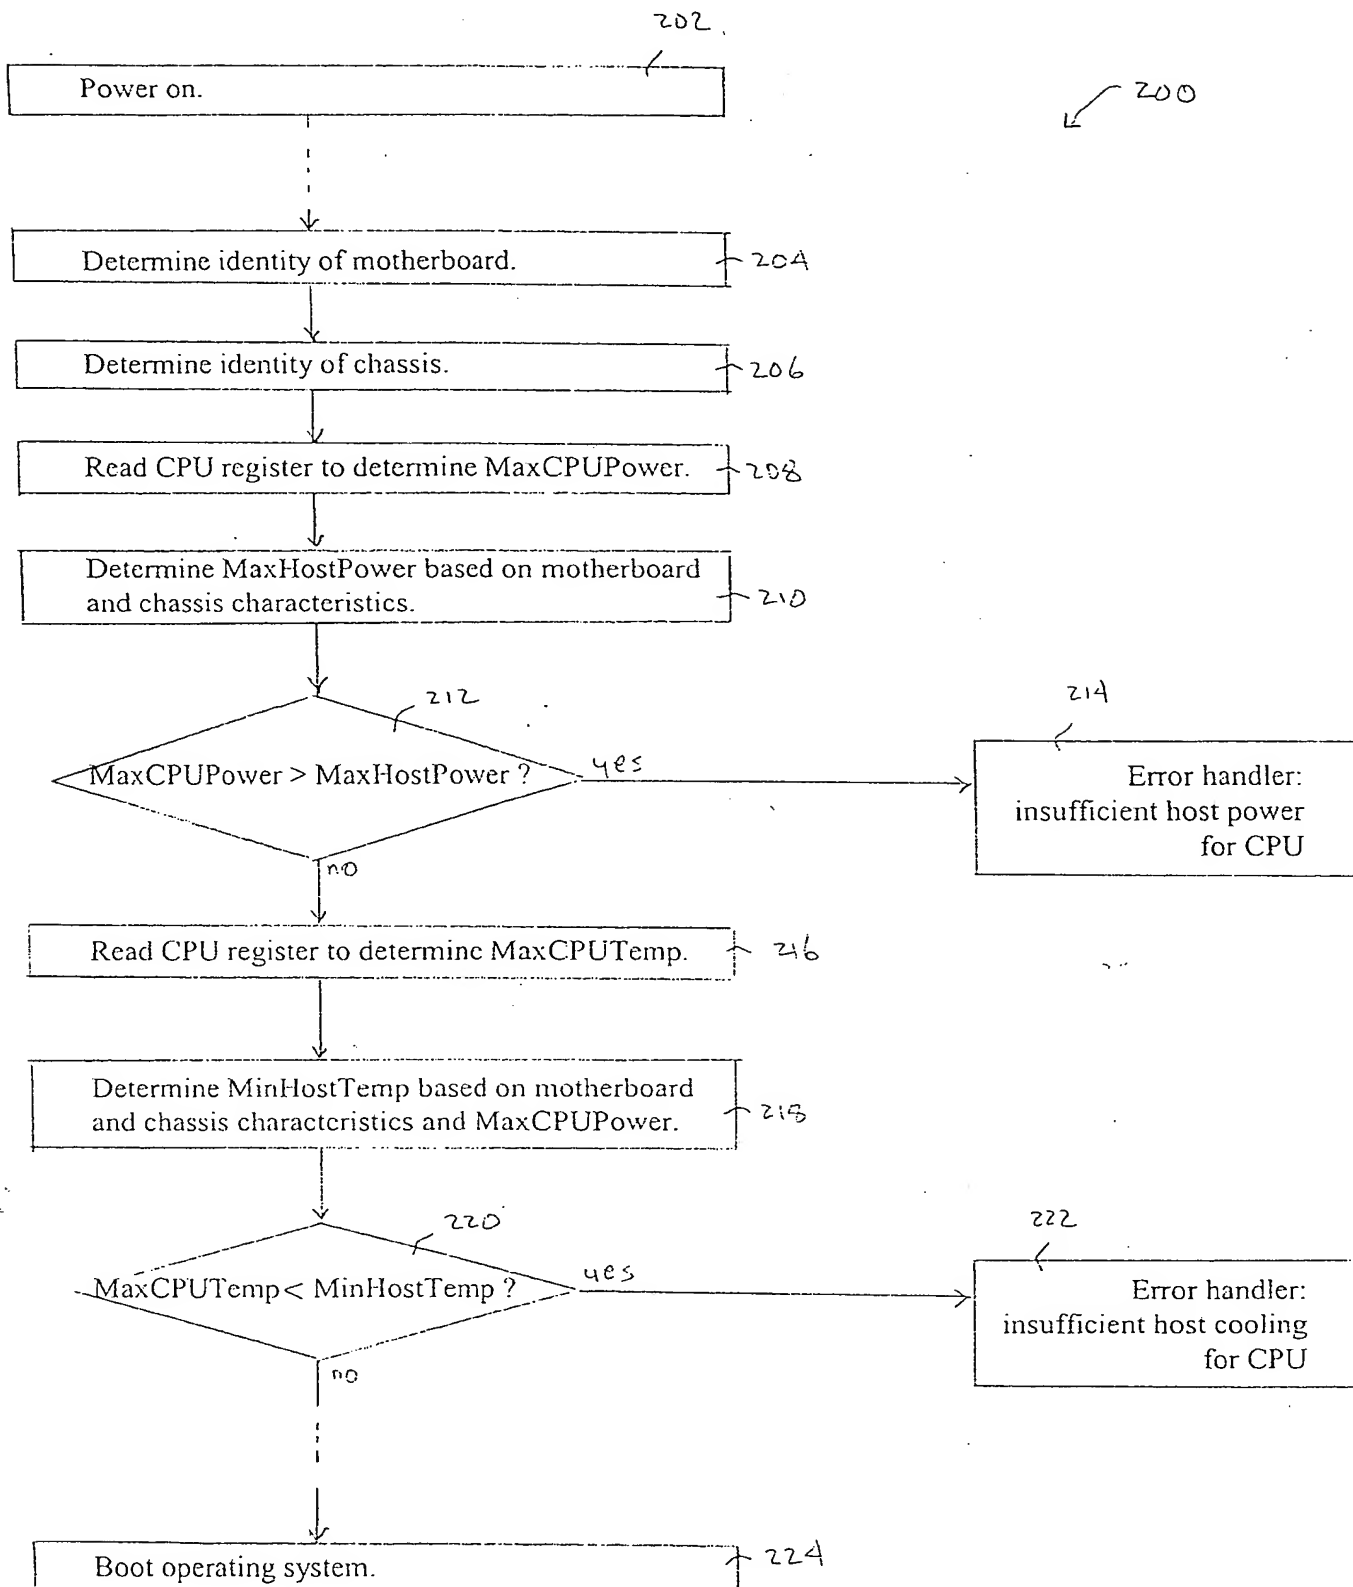 202
Power on.
200
Determine identity of motherboard.
204
Determine identity of chassis.
206
Read CPU register to determine MaxCPUPower.
208
Determine MaxHostPower based on motherboard
and chassis characteristics.
210
212
214
MaxCPUPower > MaxHostPower ?
yes
Error handler:
insufficient host power
for CPU
no
Read CPU register to determine MaxCPUTemp.
216
Determine MinHostTemp based on motherboard
and chassis characteristics and MaxCPUPower.
218
220
222
MaxCPUTemp < MinHostTemp ?
yes
Error handler:
insufficient host cooling
for CPU
no
Boot operating system.
224